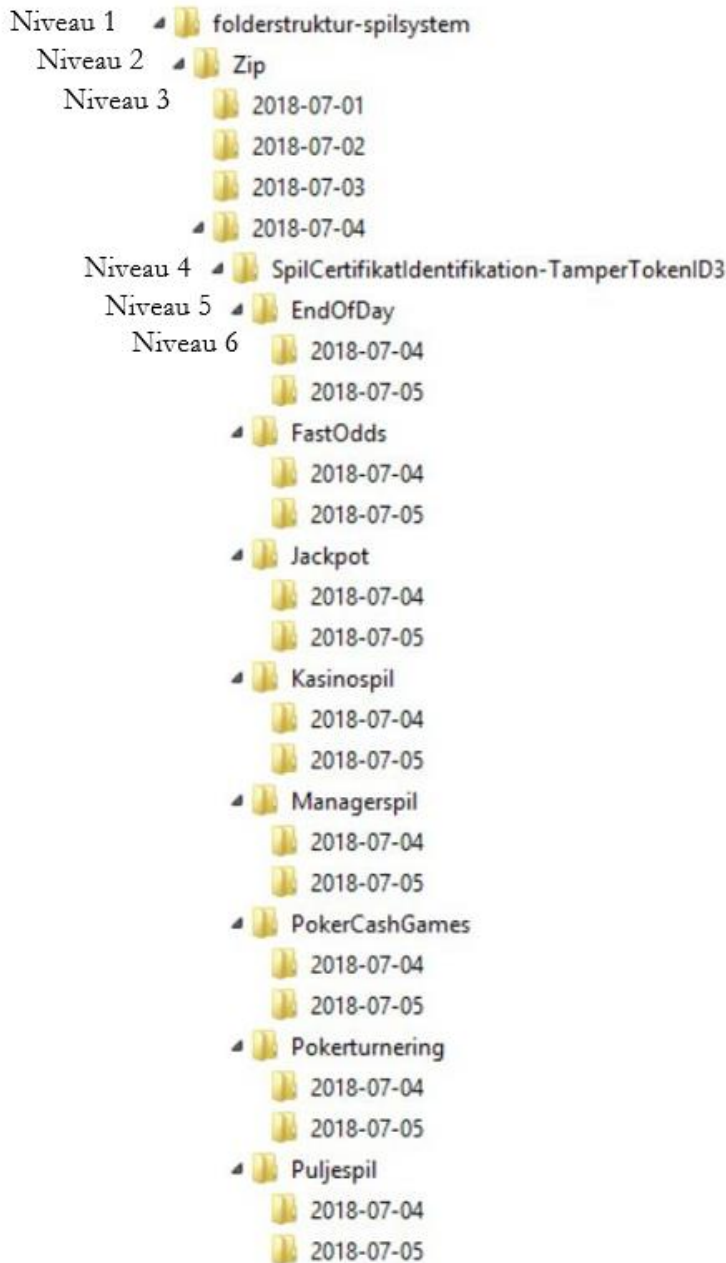 Niveau 1 folderstruktur-spilsystem
Niveau 2 Zip
Niveau 3 2018-07-01
2018-07-02
2018-07-03
2018-07-04
Niveau 4 SpilCertifikatIdentifikation-TamperTokenID3
Niveau 5 EndOfDay
Niveau 6 2018-07-04
2018-07-05
FastOdds
2018-07-04
2018-07-05
Jackpot
2018-07-04
2018-07-05
Kasinospil
2018-07-04
2018-07-05
Managerspil
2018-07-04
2018-07-05
PokerCashGames
2018-07-04
2018-07-05
Pokerturnering
2018-07-04
2018-07-05
Puljespil
2018-07-04
2018-07-05